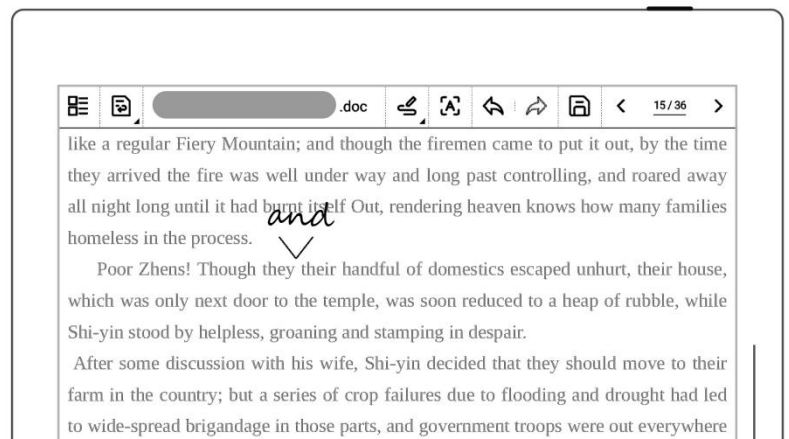 .doc
15/36
like a regular Fiery Mountain; and though the firemen came to put it out, by the time
they arrived the fire was well under way and long past controlling, and roared away
all night long until it had burnt itself Out, rendering heaven knows how many families
and
homeless in the process.
Poor Zhens! Though they their handful of domestics escaped unhurt, their house,
which was only next door to the temple, was soon reduced to a heap of rubble, while
Shi-yin stood by helpless, groaning and stamping in despair.
After some discussion with his wife, Shi-yin decided that they should move to their
farm in the country; but a series of crop failures due to flooding and drought had led
to wide-spread brigandage in those parts, and government troops were out everywhere